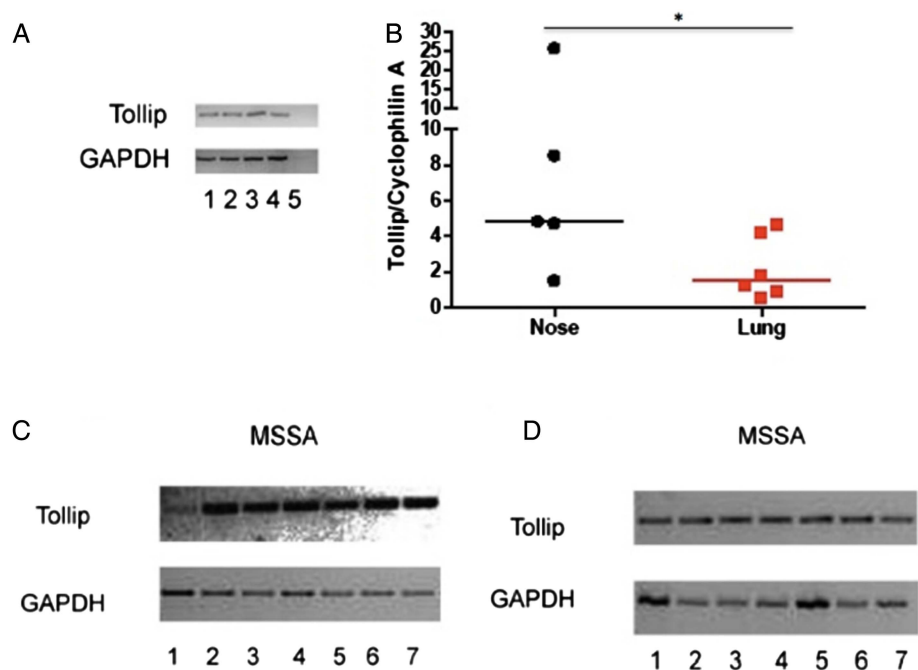 A
Tollip
GAPDH
1 2 3 4 5
B
*
Tollip/Cyclophilin A
30
25
20
15
10
10
8
6
4
2
0
Nose
Lung
C
MSSA
Tollip
GAPDH
1 2 3 4 5 6 7
D
MSSA
Tollip
GAPDH
1 2 3 4 5 6 7